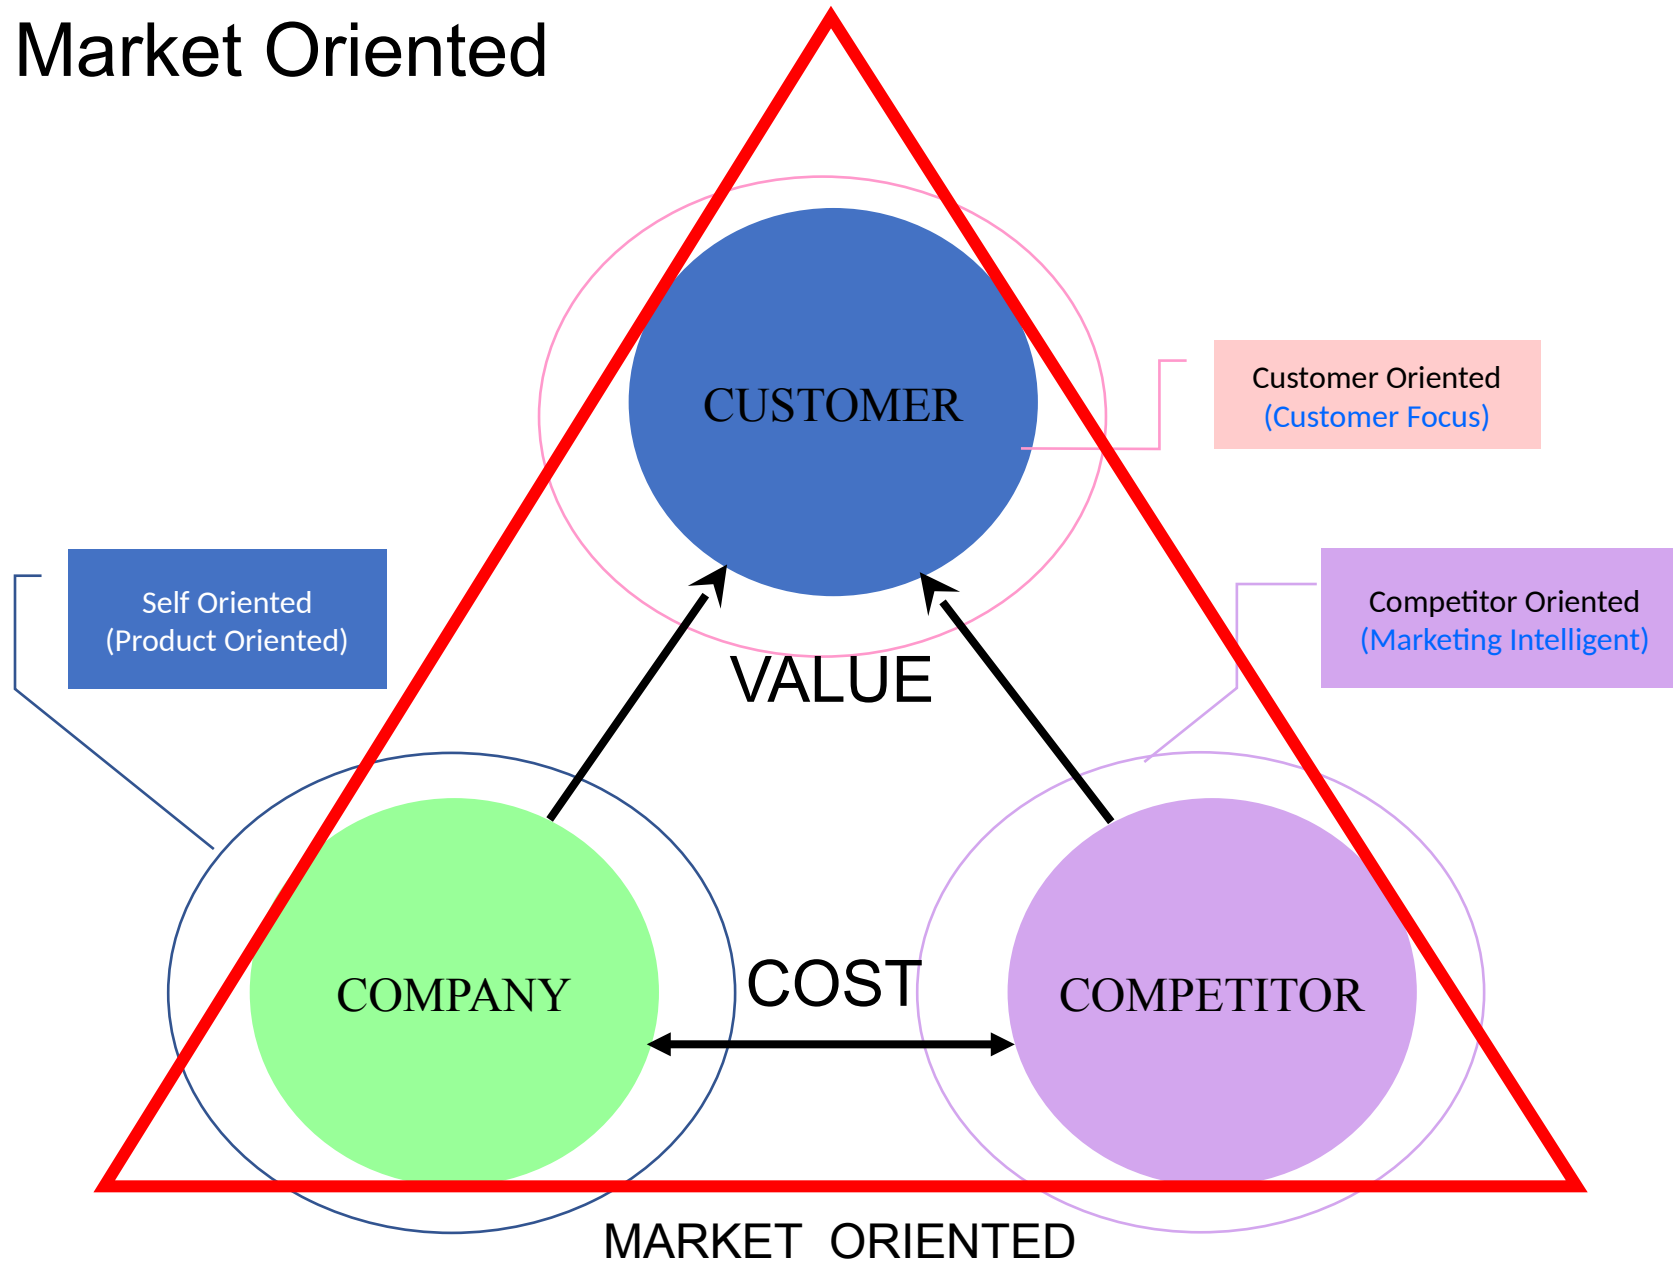 Market Oriented
CUSTOMER
Customer Oriented
(Customer Focus)
Self Oriented
(Product Oriented)
Competitor Oriented
(Marketing Intelligent)
VALUE
COMPANY
COST
COMPETITOR
MARKET ORIENTED